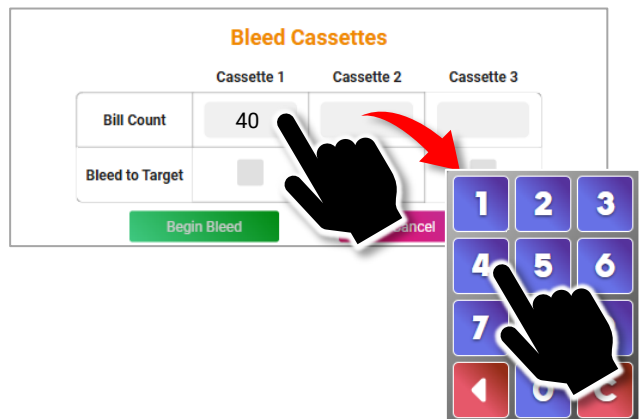 Bleed Cassettes
Cassette 1 Cassette 2 Cassette 3
Bill Count 40
Bleed to Target
Begin Bleed
1 2 3
4 5 6
7
C